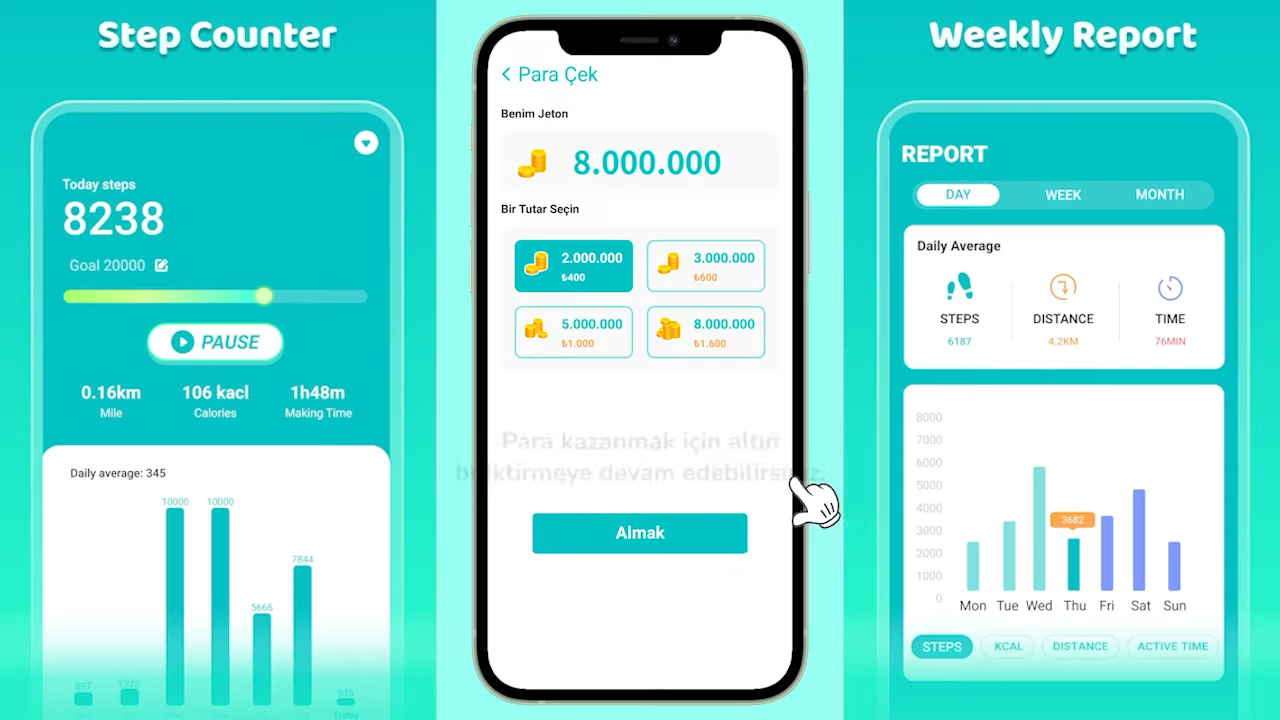 Step Counter
Today steps
8238
Goal 20000
PAUSE
0.16km
106 kacl
1h48m
Mile
Calories
Making Time
Daily average: 345
10000
10000
7844
5666
897
1225
345
Today
Para Çek
Benim Jeton
8.000.000
Bir Tutar Seçin
2.000.000
₺400
3.000.000
₺600
5.000.000
₺1.000
8.000.000
₺1.600
Para kazanmak için altın
biriktirmeye devam edebilirsiniz.
Almak
Weekly Report
REPORT
DAY WEEK MONTH
Daily Average
STEPS DISTANCE TIME
6187 4.2KM 76MIN
8000
7000
6000
5000
4000
3000
2000
1000
0
3682
Mon Tue Wed Thu Fri Sat Sun
STEPS KCAL DISTANCE ACTIVE TIME